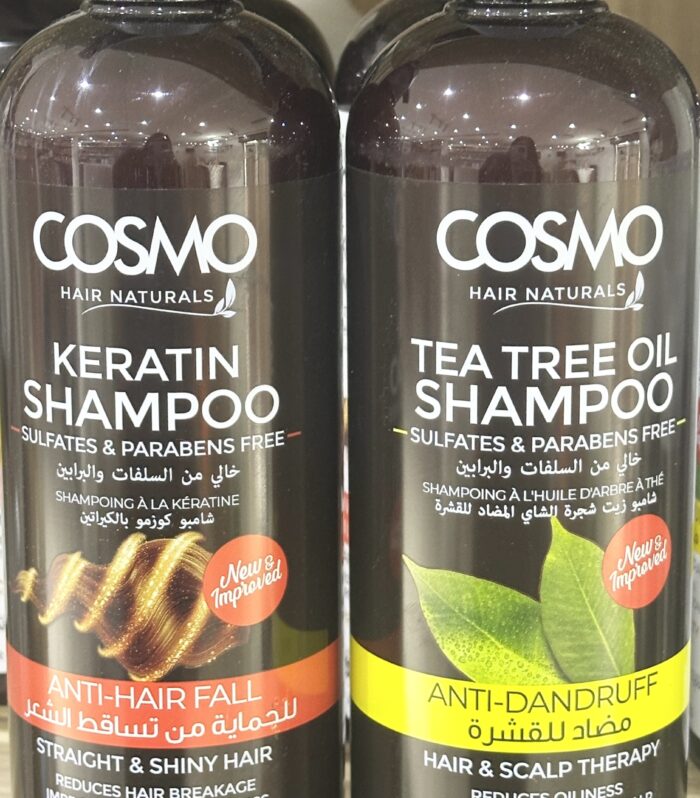 COSMO
HAIR NATURALS
KERATIN
SHAMPOO
SULFATES & PARABENS FREE
خالي من السلفات والبرابين
SHAMPOING À LA KÉRATINE
شامبو كوزمو بالكيراتين
New &
Improved
ANTI-HAIR FALL
للحماية من تساقط الشعر
STRAIGHT & SHINY HAIR
REDUCES HAIR BREAKAGE
COSMO
HAIR NATURALS
TEA TREE OIL
SHAMPOO
SULFATES & PARABENS FREE
خالي من السلفات والبرابين
SHAMPOING À L'HUILE D'ARBRE À THÉ
شامبو زيت شجرة الشاي المضاد للقشرة
New &
Improved
ANTI-DANDRUFF
مضاد للقشرة
HAIR & SCALP THERAPY
REDUCES OILINESS